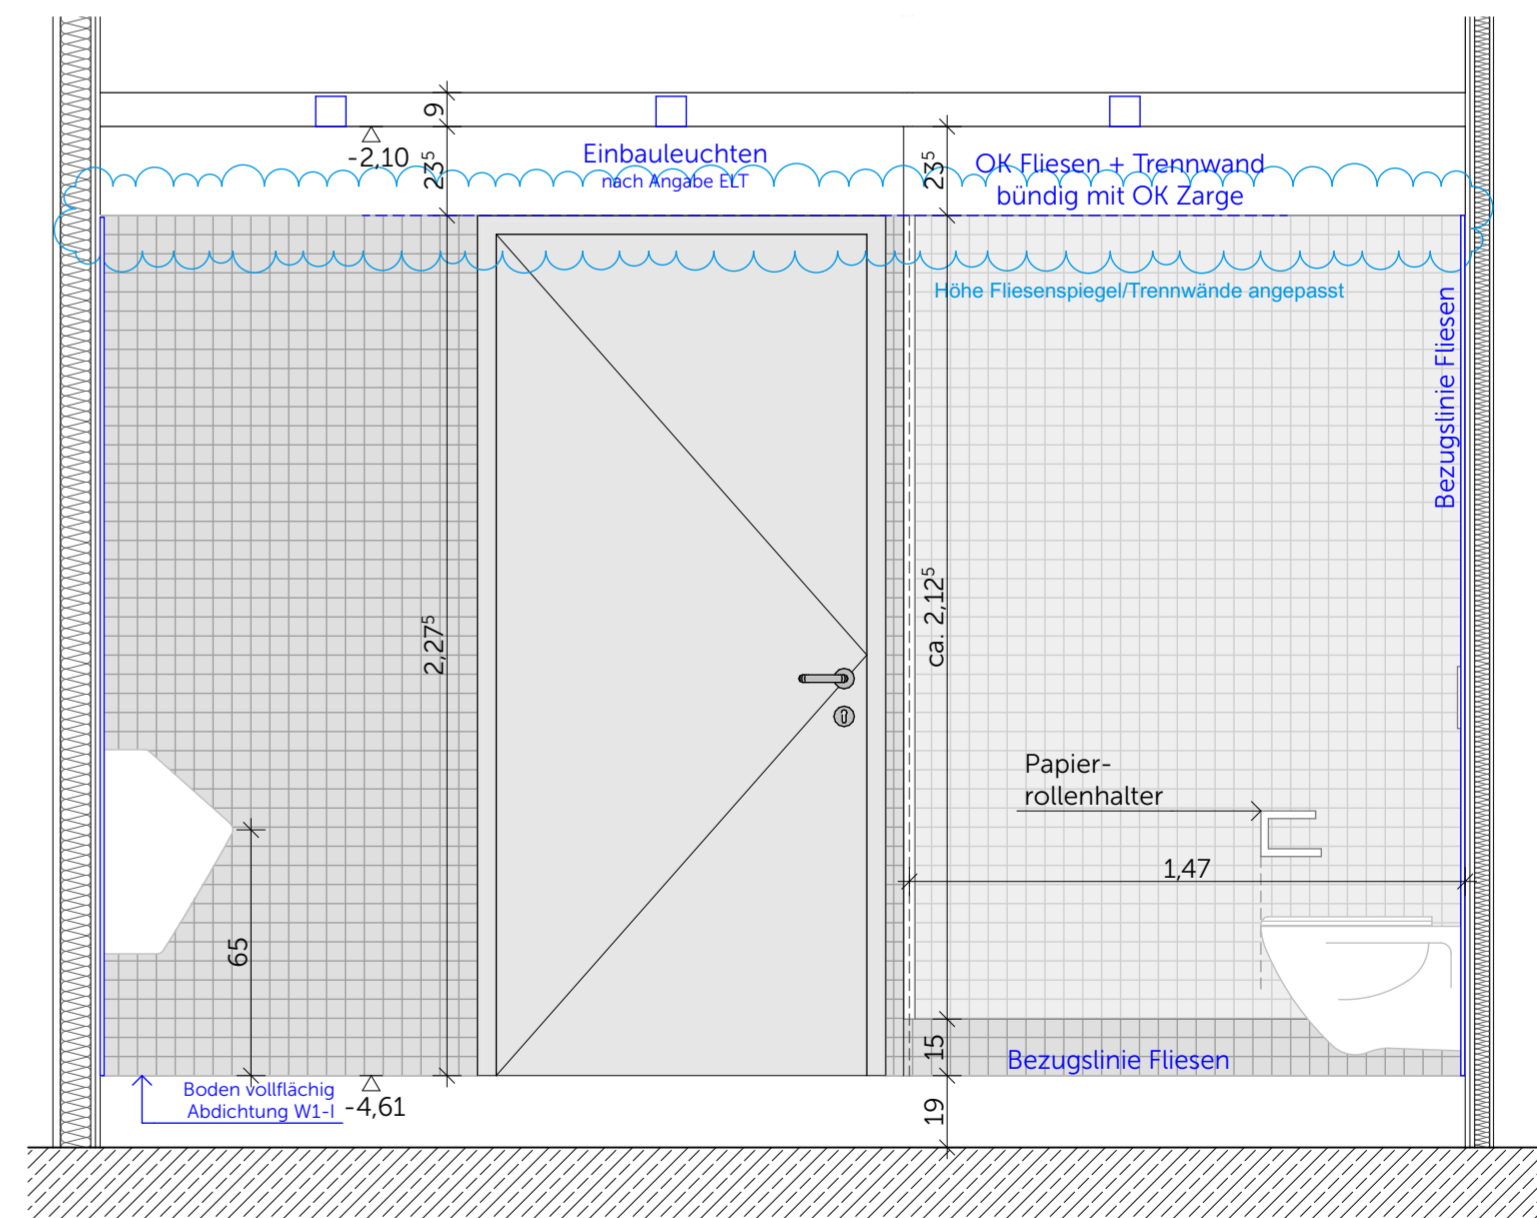 9
-2,10
23⁵
Einbauleuchten
nach Angabe ELT
23⁵
OK Fliesen + Trennwand
bündig mit OK Zarge
Höhe Fliesenspiegel/Trennwände angepasst
Bezugslinie Fliesen
2,27⁵
ca. 2,12⁵
Papier-
rollenhalter
1,47
65
15
Bezugslinie Fliesen
Boden vollflächig
Abdichtung W1-I
-4,61
19